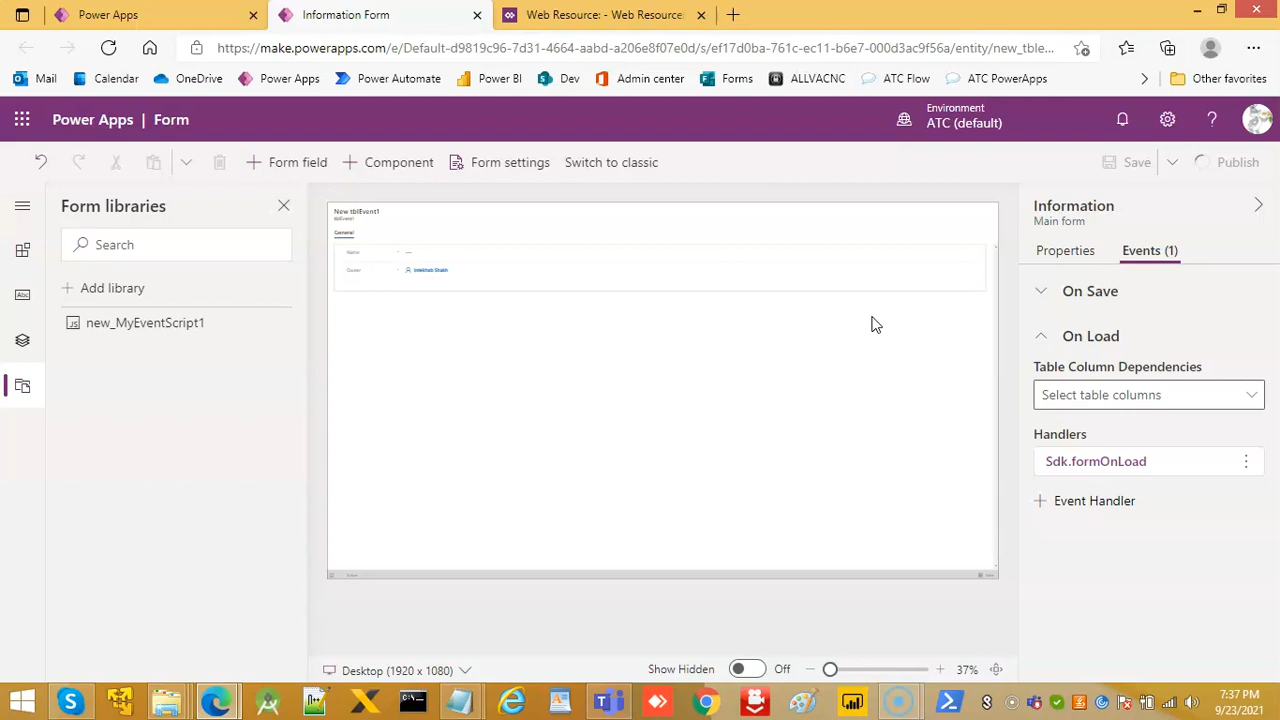 Power Apps
Information Form
Web Resource: - Web Resource:
https://make.powerapps.com/e/Default-d9819c96-7d31-4664-aabd-a206e8f07e0d/s/ef17d0ba-761c-ec11-b6e7-000d3ac9f56a/entity/new_tble...
Mail
Calendar
OneDrive
Power Apps
Power Automate
Power BI
Dev
Admin center
Forms
ALLVACNC
ATC Flow
ATC PowerApps
Other favorites
Power Apps | Form
Environment
ATC (default)
Form field
Component
Form settings
Switch to classic
Save
Publish
Form libraries
Search
Add library
new_MyEventScript1
New tblEvent1
tblEvent1
General
Name
* ---
Owner
* Intekhab Shaikh
Information
Main form
Properties
Events (1)
On Save
On Load
Table Column Dependencies
Select table columns
Handlers
Sdk.formOnLoad
Event Handler
Desktop (1920 x 1080)
Show Hidden
Off
37%
7:37 PM
9/23/2021